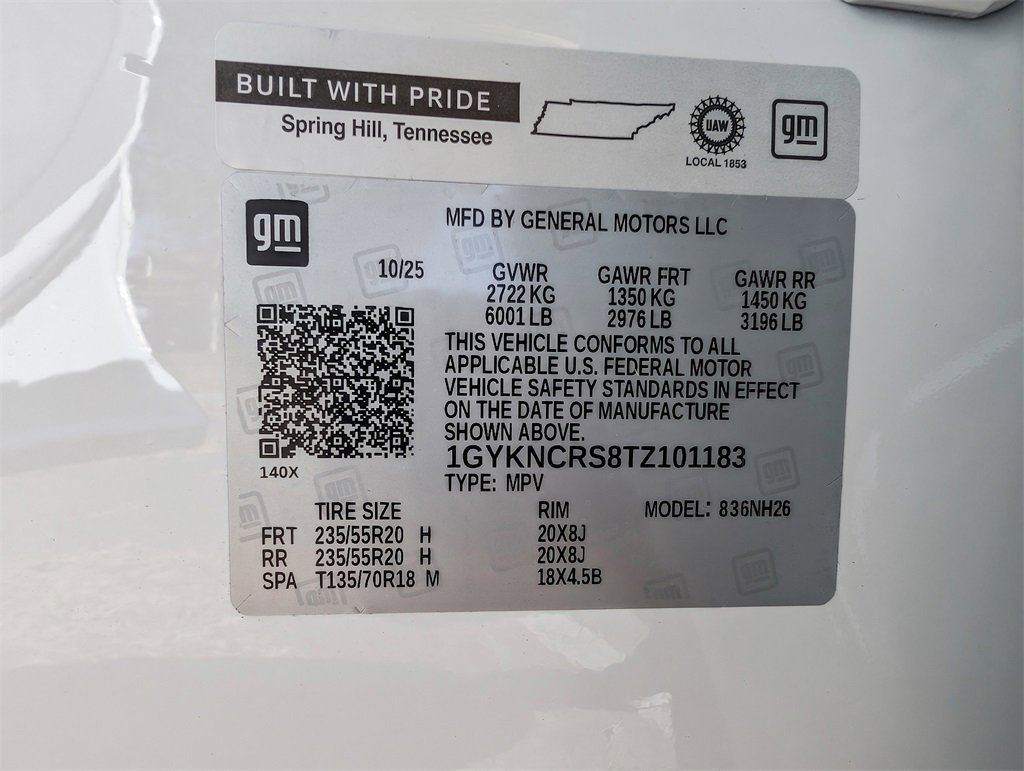 BUILT WITH PRIDE
Spring Hill, Tennessee
UAW
LOCAL 1853
gm
gm
MFD BY GENERAL MOTORS LLC
10/25 GVWR GAWR FRT GAWR RR
2722 KG 1350 KG 1450 KG
6001 LB 2976 LB 3196 LB
THIS VEHICLE CONFORMS TO ALL
APPLICABLE U.S. FEDERAL MOTOR
VEHICLE SAFETY STANDARDS IN EFFECT
ON THE DATE OF MANUFACTURE
SHOWN ABOVE.
1GYKNCRS8TZ101183
140X
TYPE: MPV
TIRE SIZE RIM MODEL: 836NH26
FRT 235/55R20 H 20X8J
RR 235/55R20 H 20X8J
SPA T135/70R18 M 18X4.5B